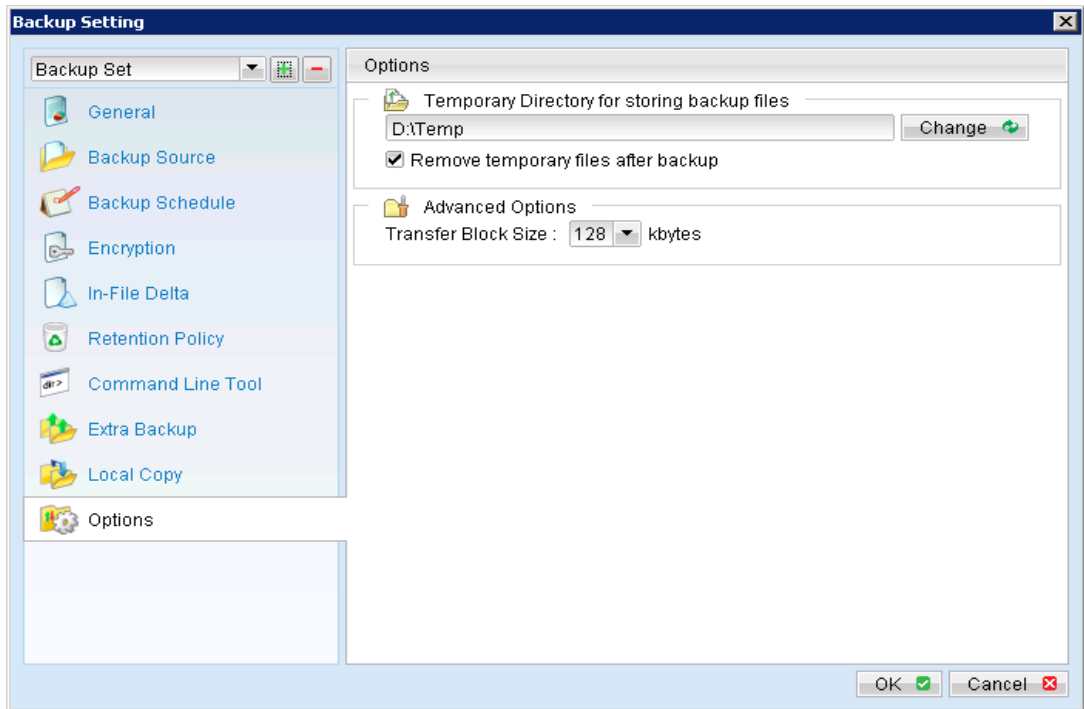 Backup Setting
Backup Set
General
Backup Source
Backup Schedule
Encryption
In-File Delta
Retention Policy
dir>
Command Line Tool
Extra Backup
Local Copy
Options
Options
Temporary Directory for storing backup files
D:\Temp
Change
Remove temporary files after backup
Advanced Options
Transfer Block Size : 128 kbytes
OK
Cancel